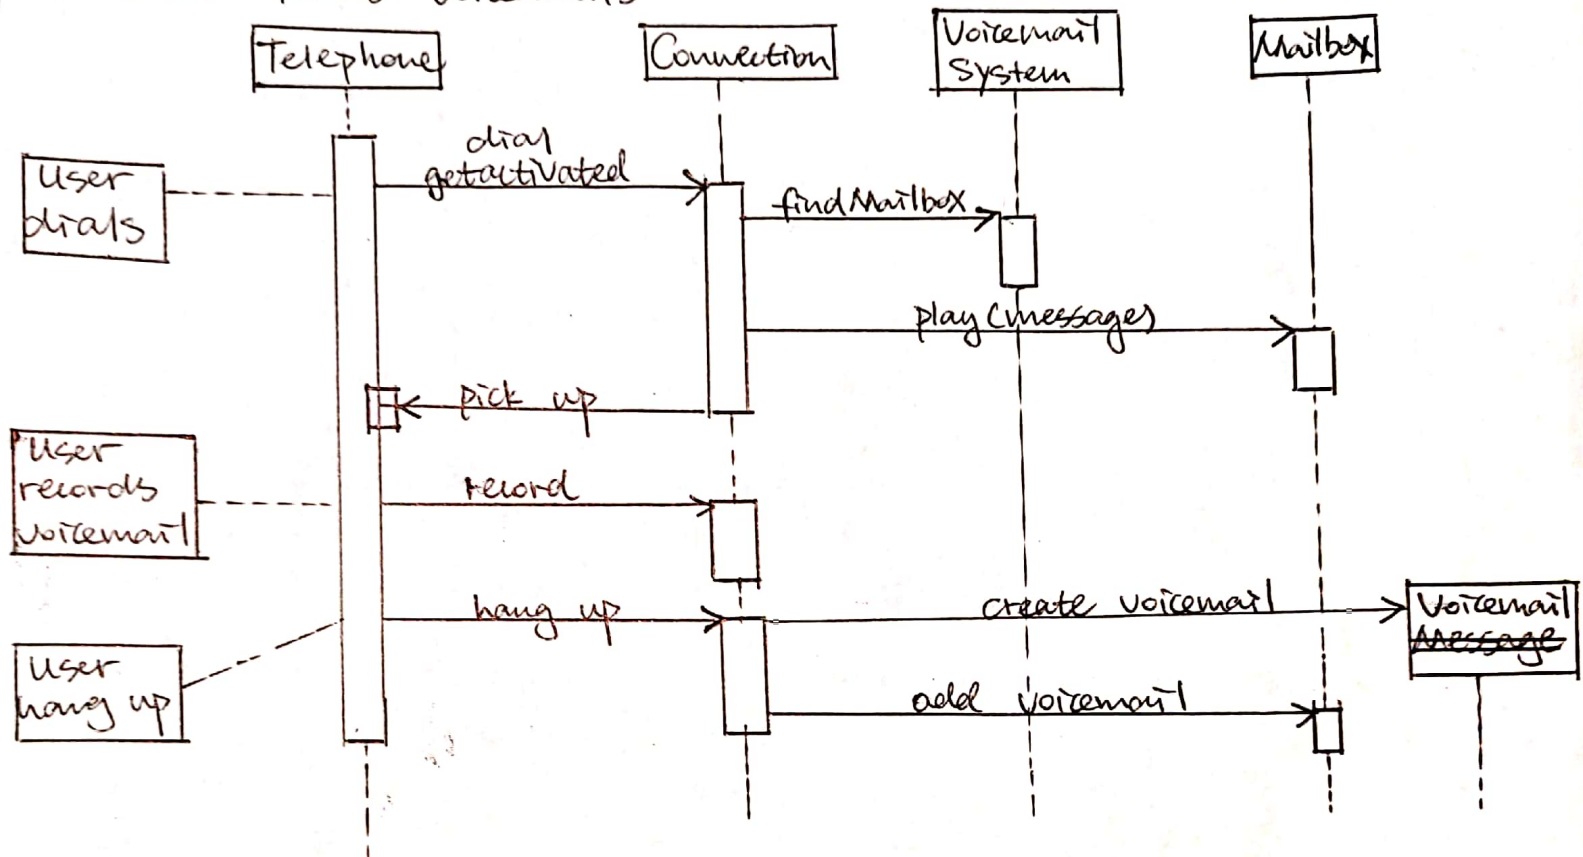 Telephone
Connection
Voicemail
System
Mailbox
dial
getactivated
User
dials
findMailbox
play(message)
pick up
User
records
voicemail
record
hang up
create voicemail
Voicemail
Message
User
hang up
add voicemail